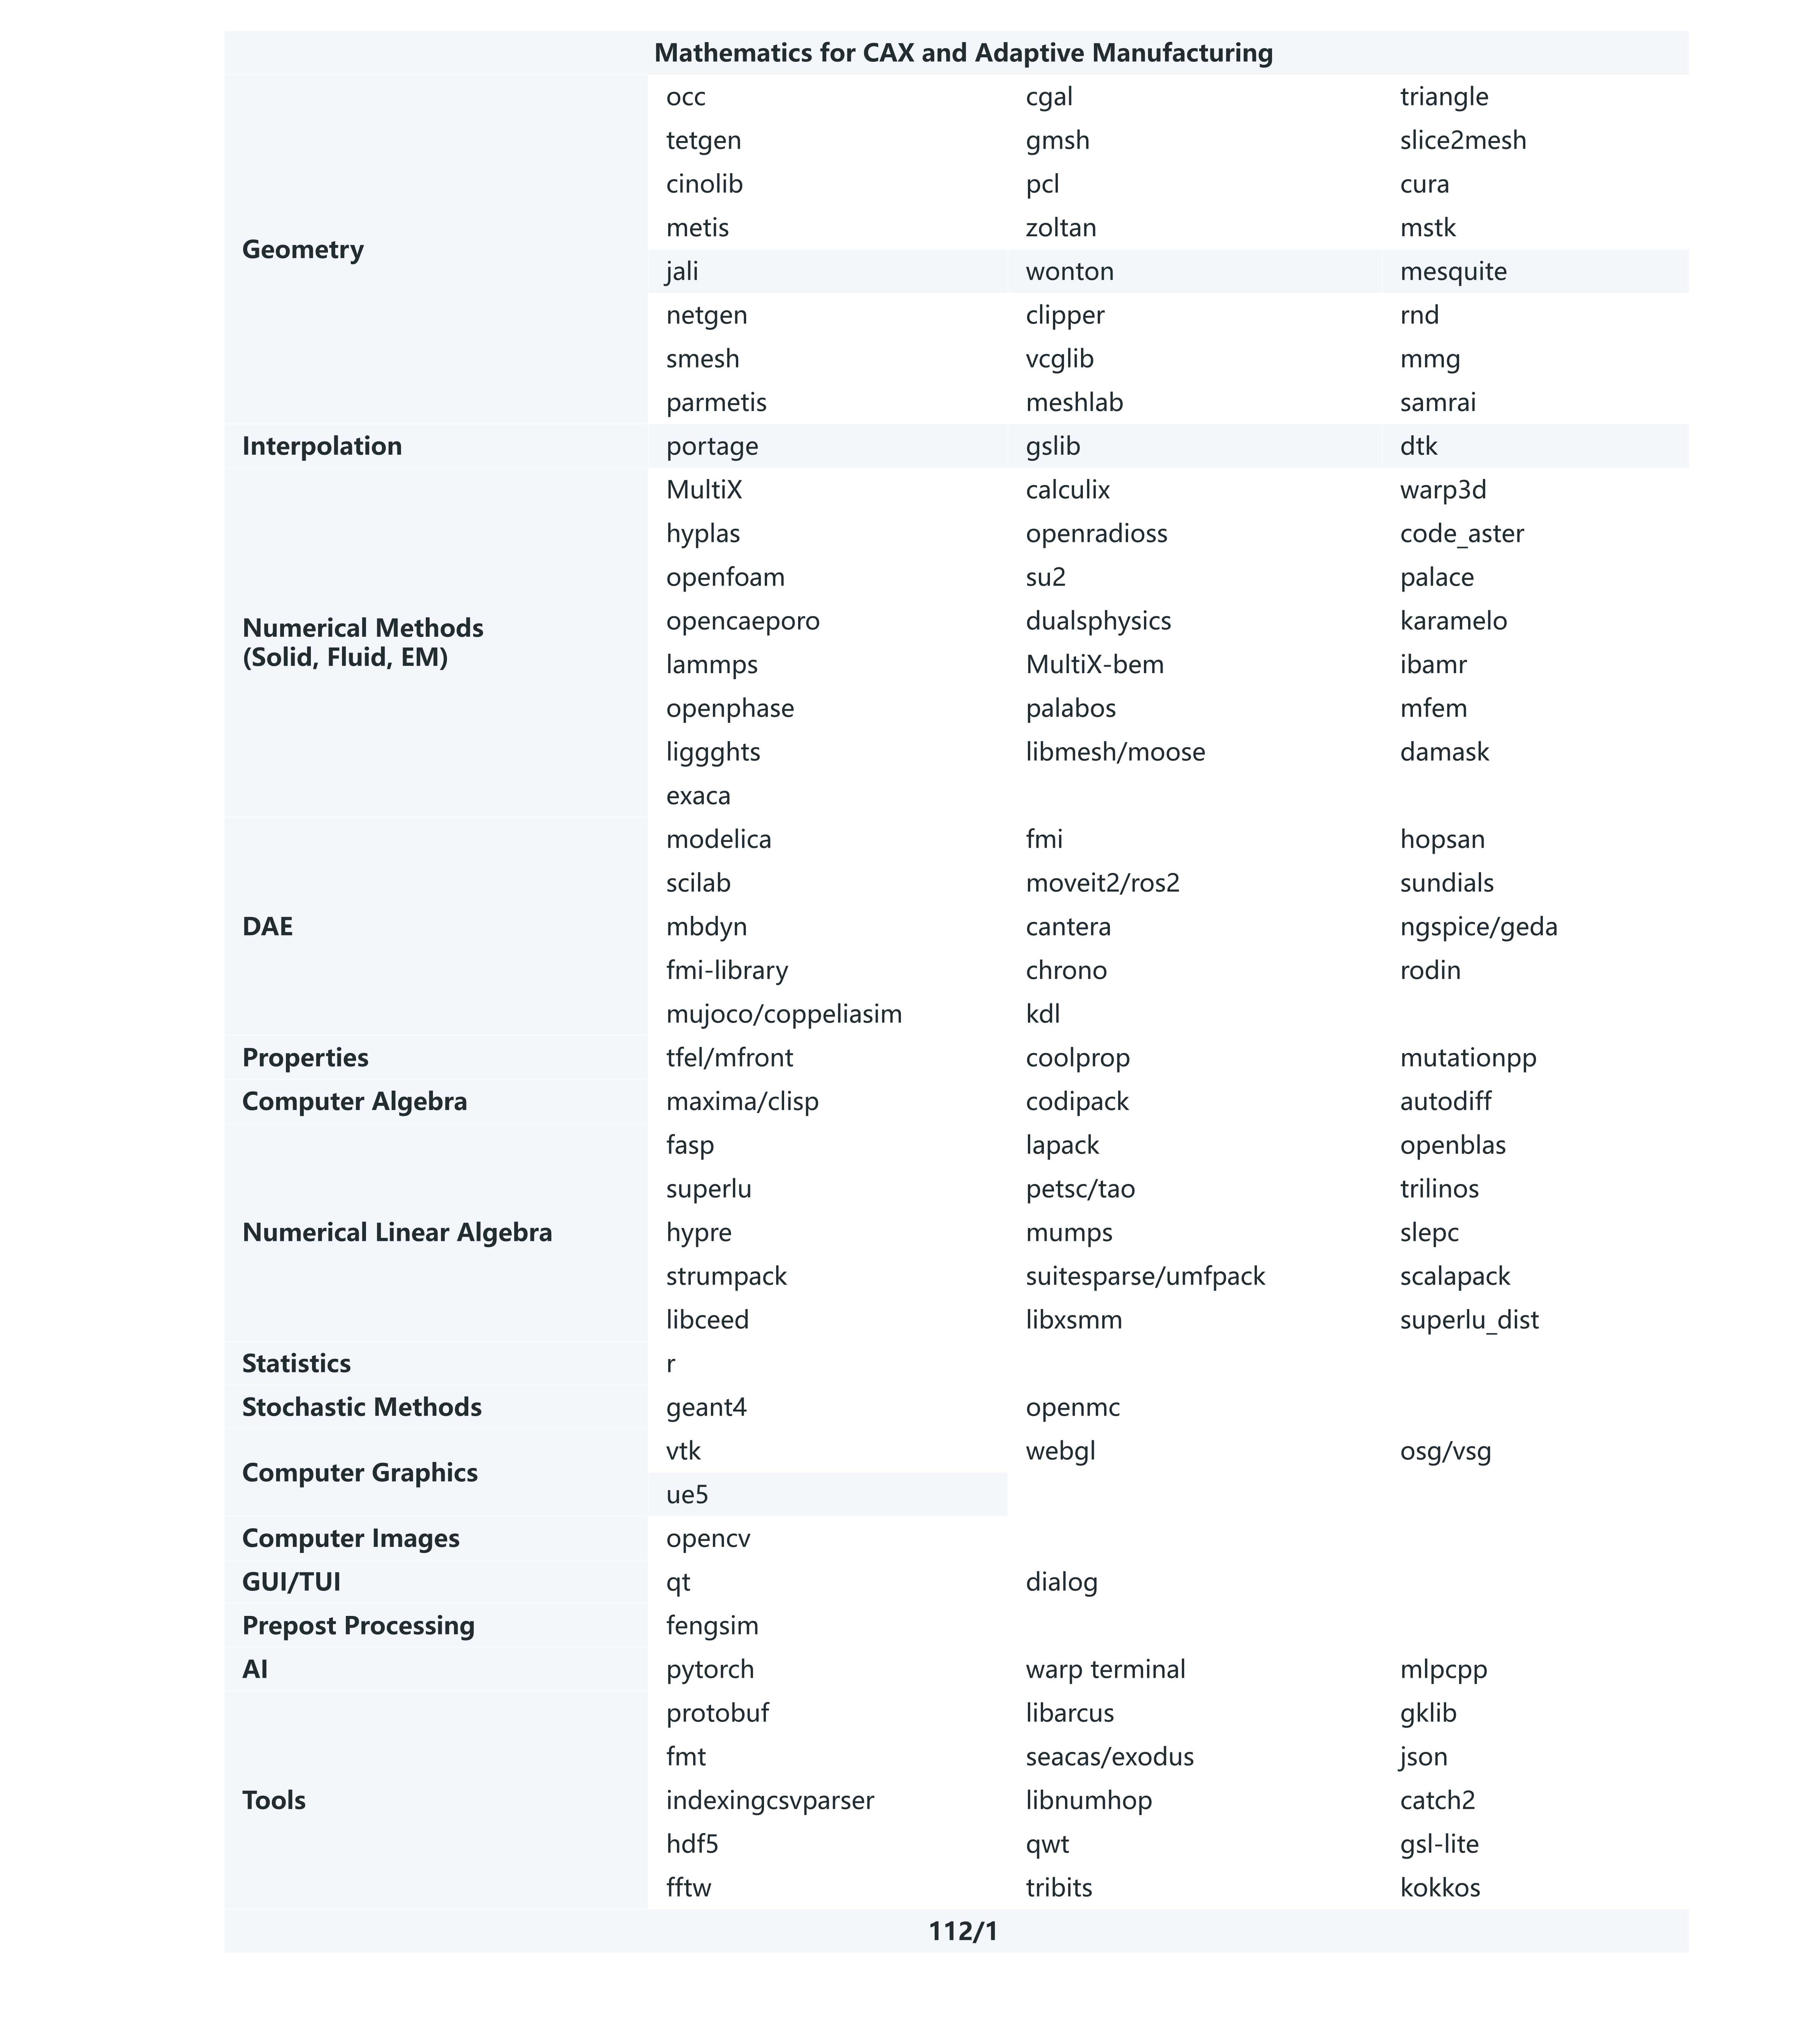 Mathematics for CAX and Adaptive Manufacturing
Geometry
occ cgal triangle
tetgen gmsh slice2mesh
cinolib pcl cura
metis zoltan mstk
jali wonton mesquite
netgen clipper rnd
smesh vcglib mmg
parmetis meshlab samrai
Interpolation portage gslib dtk
Numerical Methods
(Solid, Fluid, EM)
MultiX calculix warp3d
hyplas openradioss code_aster
openfoam su2 palace
opencaeporo dualsphysics karamelo
lammps MultiX-bem ibamr
openphase palabos mfem
liggghts libmesh/moose damask
exaca
DAE
modelica fmi hopsan
scilab moveit2/ros2 sundials
mbdyn cantera ngspice/geda
fmi-library chrono rodin
mujoco/coppeliasim kdl
Properties tfel/mfront coolprop mutationpp
Computer Algebra maxima/clisp codipack autodiff
Numerical Linear Algebra
fasp lapack openblas
superlu petsc/tao trilinos
hypre mumps slepc
strumpack suitesparse/umfpack scalapack
libceed libxsmm superlu_dist
Statistics r
Stochastic Methods geant4 openmc
Computer Graphics
vtk webgl osg/vsg
ue5
Computer Images opencv
GUI/TUI qt dialog
Prepost Processing fengsim
AI pytorch warp terminal mlpcpp
Tools
protobuf libarcus gklib
fmt seacas/exodus json
indexingcsvparser libnumhop catch2
hdf5 qwt gsl-lite
fftw tribits kokkos
112/1